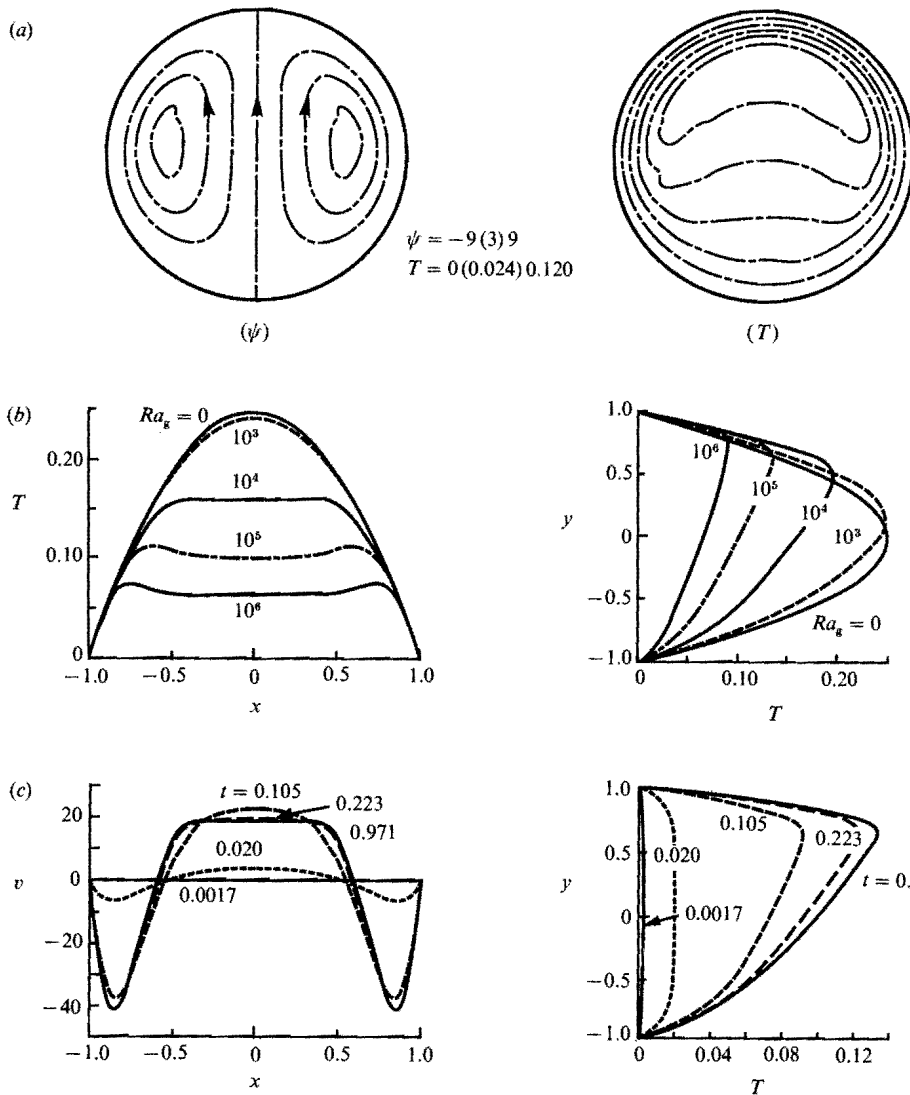 (a)
ψ = −9 (3) 9
T = 0 (0.024) 0.120
(ψ)
(T)
(b)
Ra_g = 0
10³
10⁴
10⁵
10⁶
0.20
T
0.10
0
−1.0
−0.5
0
0.5
1.0
x
1.0
0.5
y
0
−0.5
−1.0
10⁶
10⁵
10⁴
10³
Ra_g = 0
0
0.10
0.20
T
(c)
t = 0.105
0.223
0.971
0.020
0.0017
20
v
0
−20
−40
−1.0
−0.5
0
0.5
1.0
x
1.0
0.5
y
0
−0.5
−1.0
0.105
0.223
0.020
t = 0.
0.0017
0
0.04
0.08
0.12
T